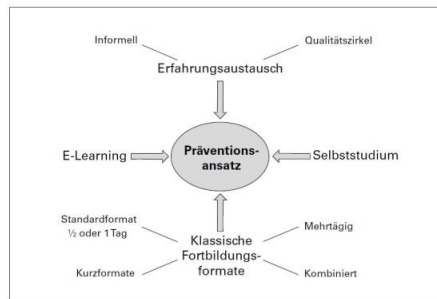 Informell
Qualitätszirkel
Erfahrungsaustausch
E-Learning
Präventions-
ansatz
Selbststudium
Standardformat
½ oder 1 Tag
Mehrtägig
Klassische
Fortbildungs-
formate
Kurzformate
Kombiniert